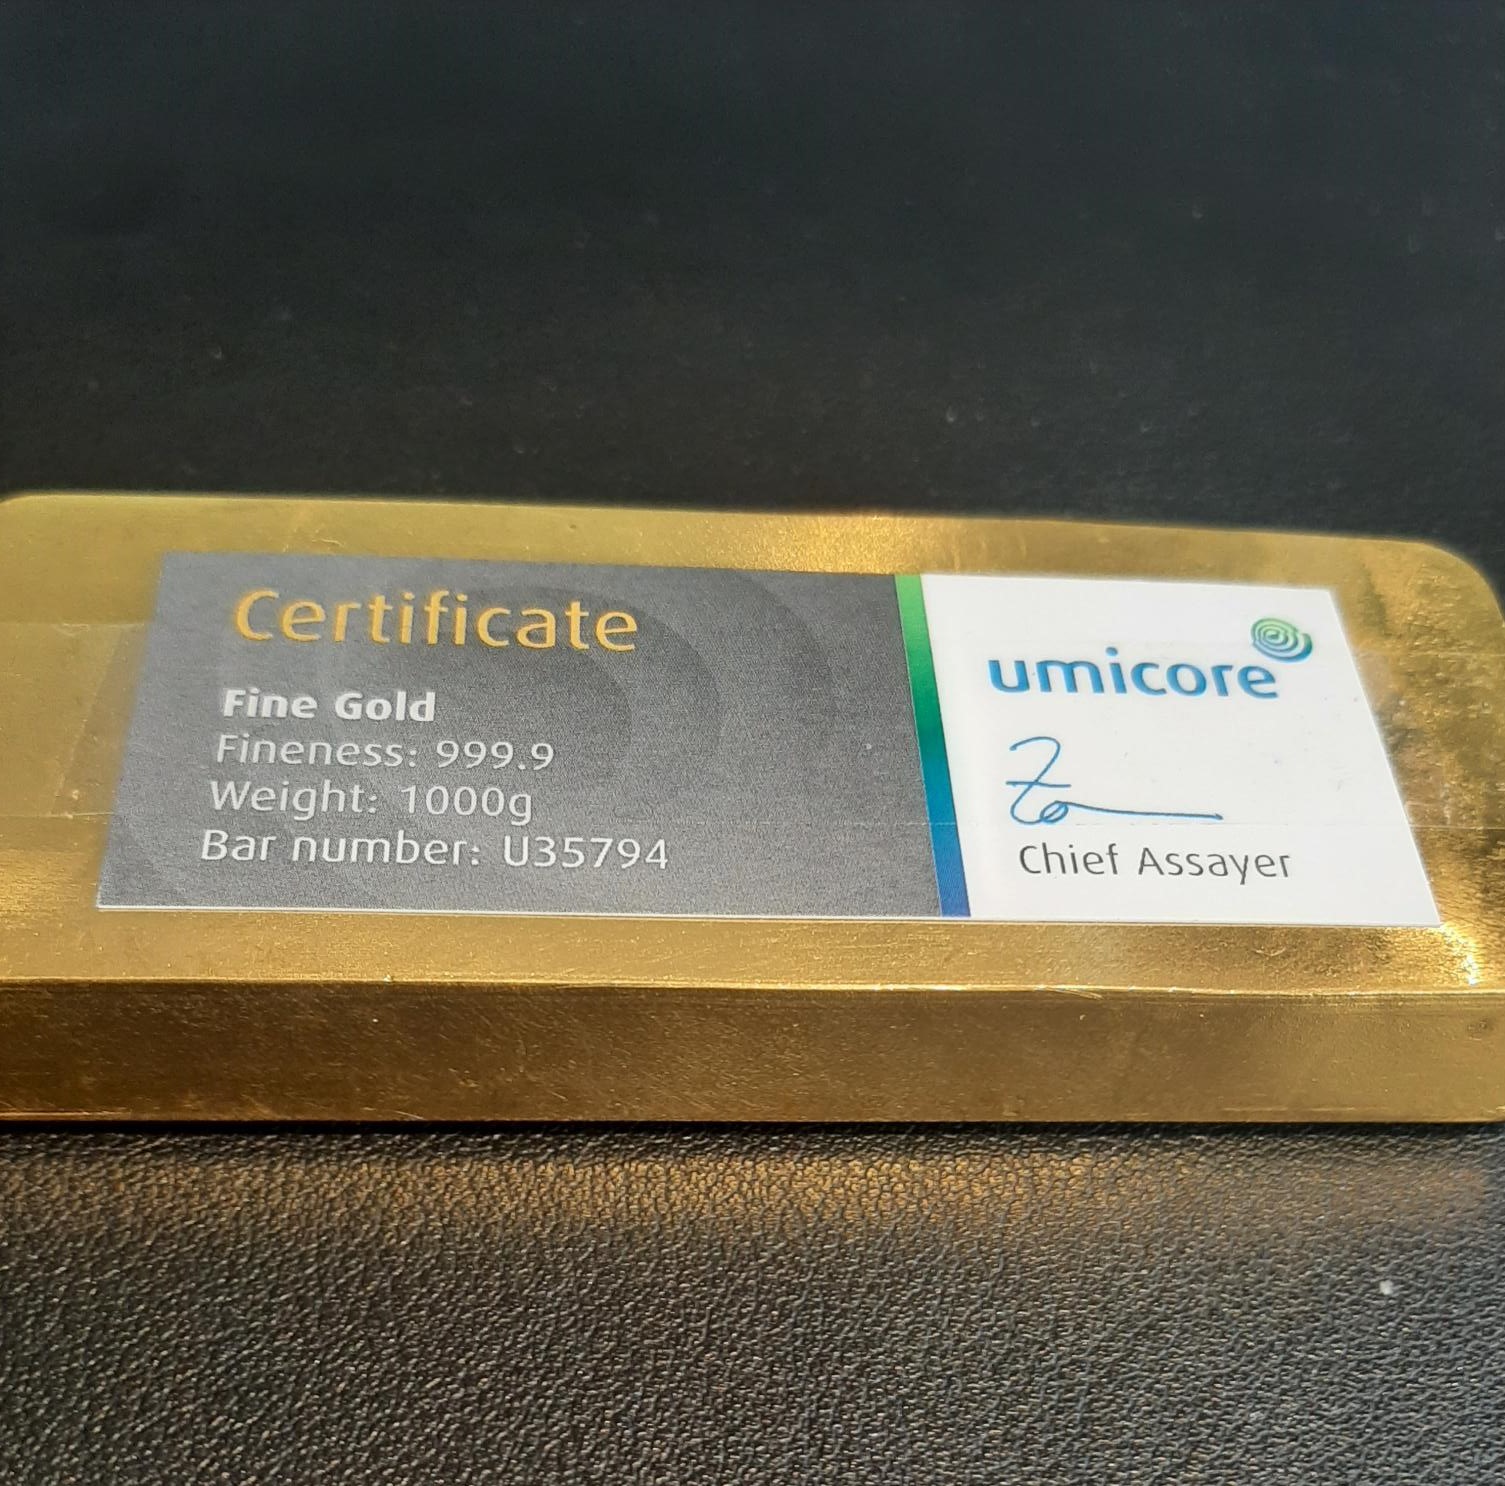 Certificate
Fine Gold
Fineness: 999.9
Weight: 1000g
Bar number: U35794
umicore
Chief Assayer